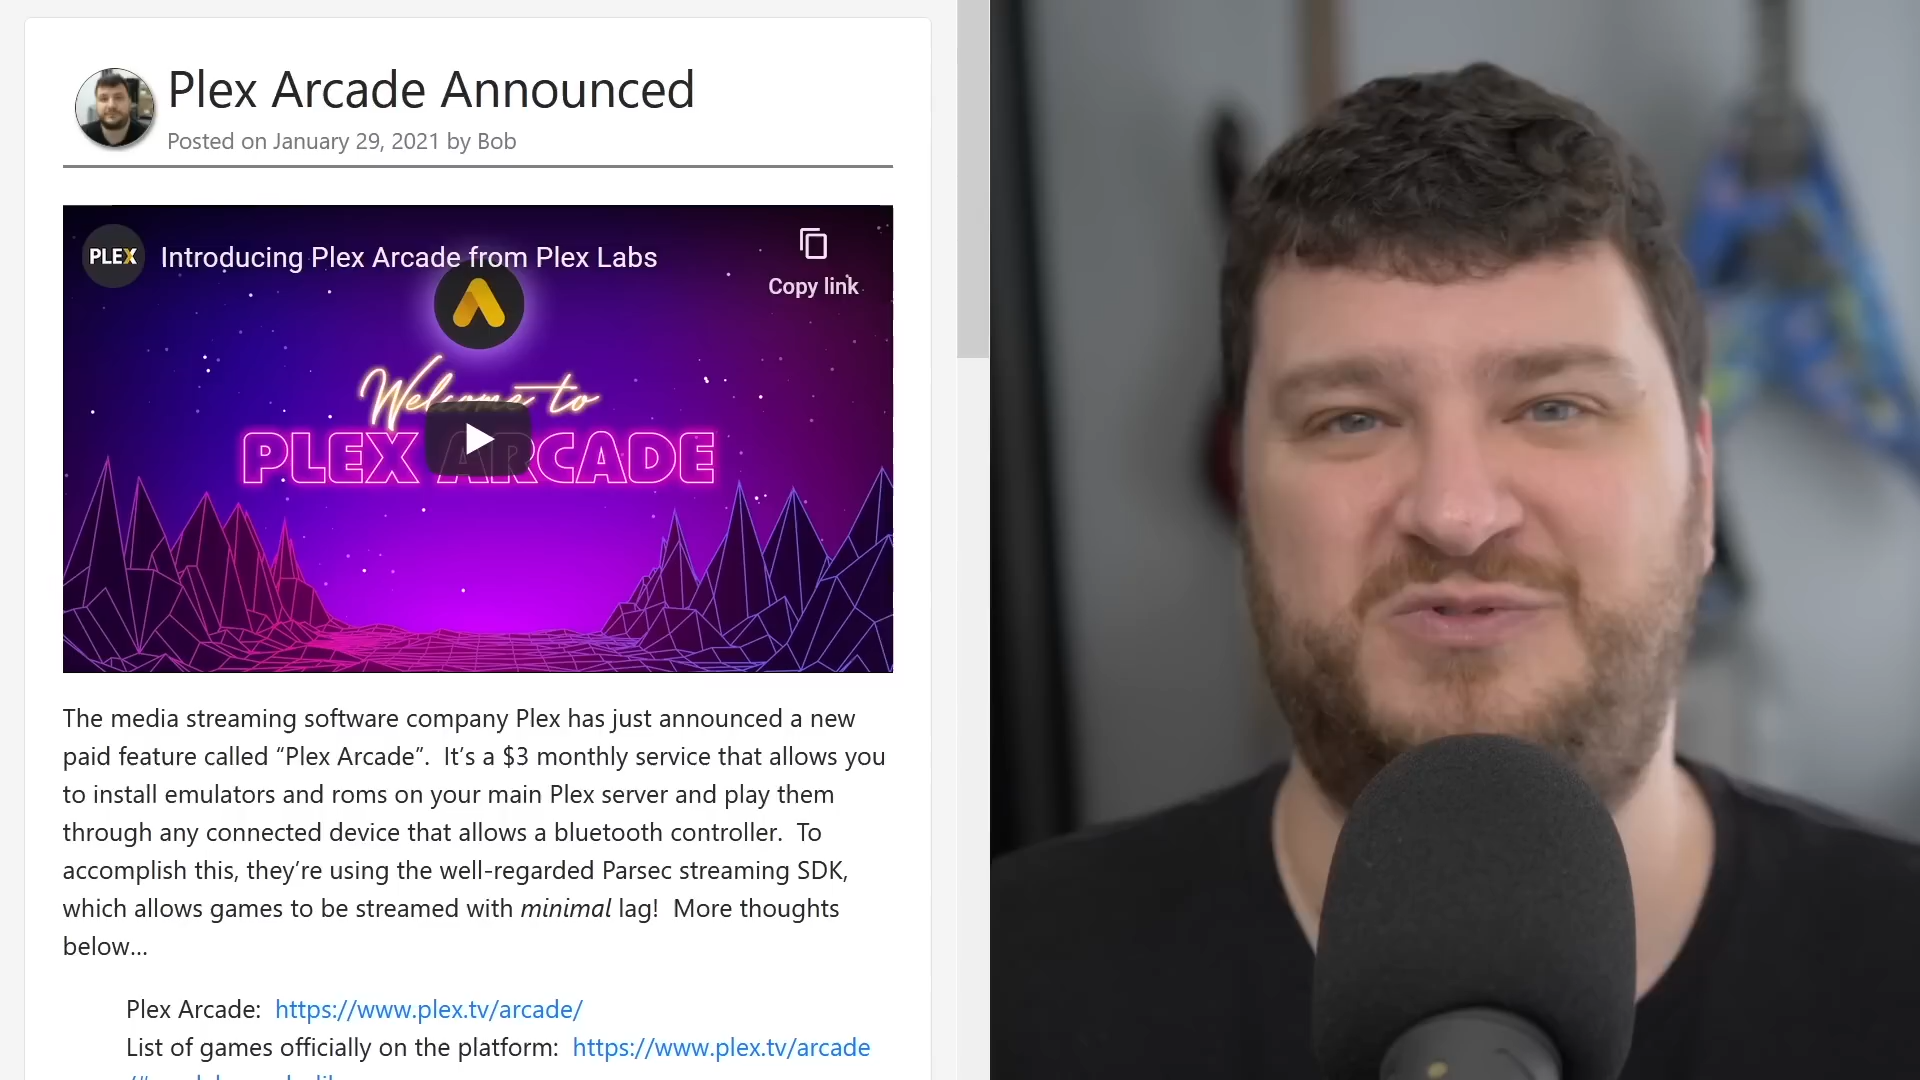 Plex Arcade Announced
Posted on January 29, 2021 by Bob
PLEX
Introducing Plex Arcade from Plex Labs
Copy link
Welcome to
PLEX ARCADE
The media streaming software company Plex has just announced a new
paid feature called “Plex Arcade”.  It’s a $3 monthly service that allows you
to install emulators and roms on your main Plex server and play them
through any connected device that allows a bluetooth controller.  To
accomplish this, they’re using the well-regarded Parsec streaming SDK,
which allows games to be streamed with minimal lag!  More thoughts
below…
Plex Arcade:  https://www.plex.tv/arcade/
List of games officially on the platform:  https://www.plex.tv/arcade